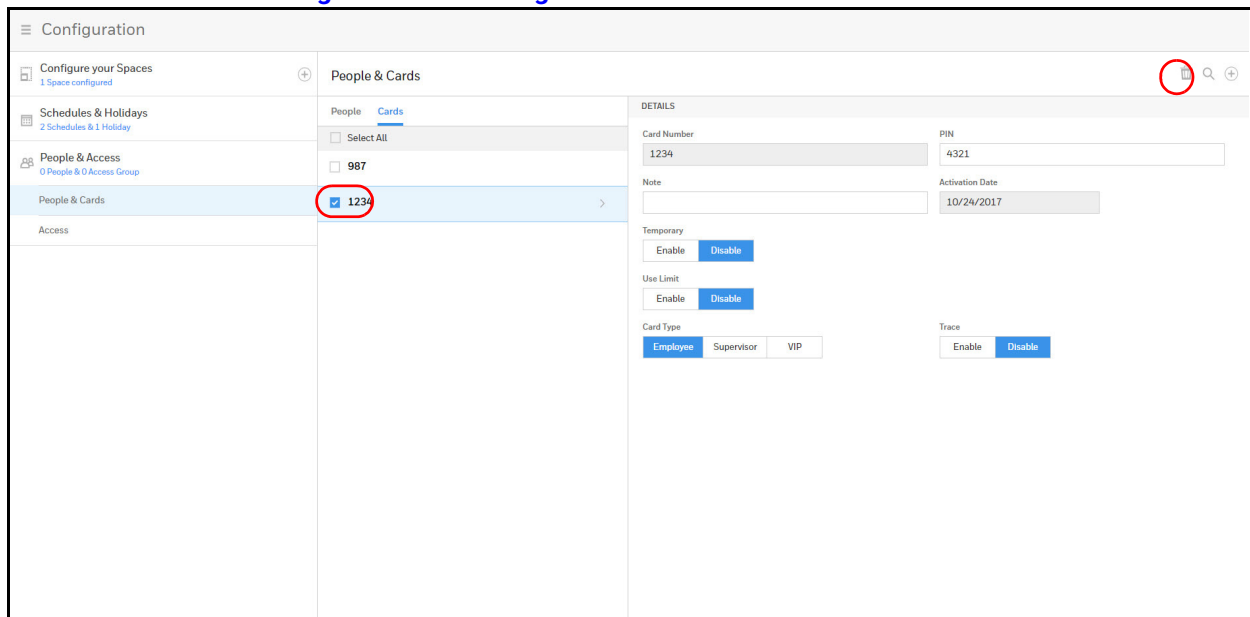 Configuration
Configure your Spaces
1 Space configured
Schedules & Holidays
2 Schedules & 1 Holiday
People & Access
0 People & 0 Access Group
People & Cards
Access
People & Cards
People Cards
Select All
987
1234
DETAILS
Card Number PIN
1234 4321
Note Activation Date
10/24/2017
Temporary
Enable Disable
Use Limit
Enable Disable
Card Type Trace
Employee Supervisor VIP Enable Disable